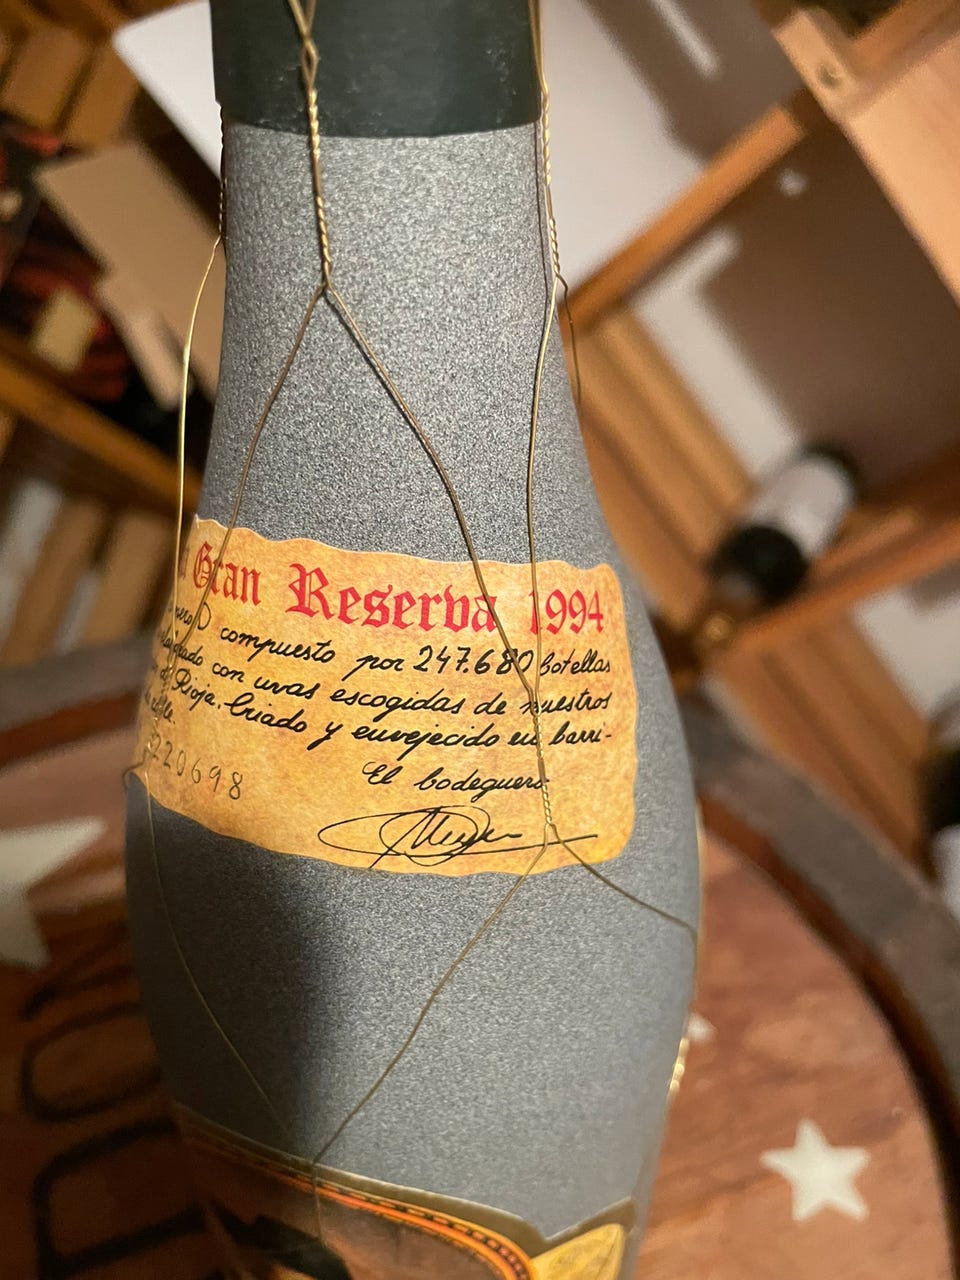 Gran Reserva 1994
compuesto por 247.680 botellas
con uvas escogidas de nuestros
Rioja. Criado y envejecido en barri-
220698
El bodeguero
DON